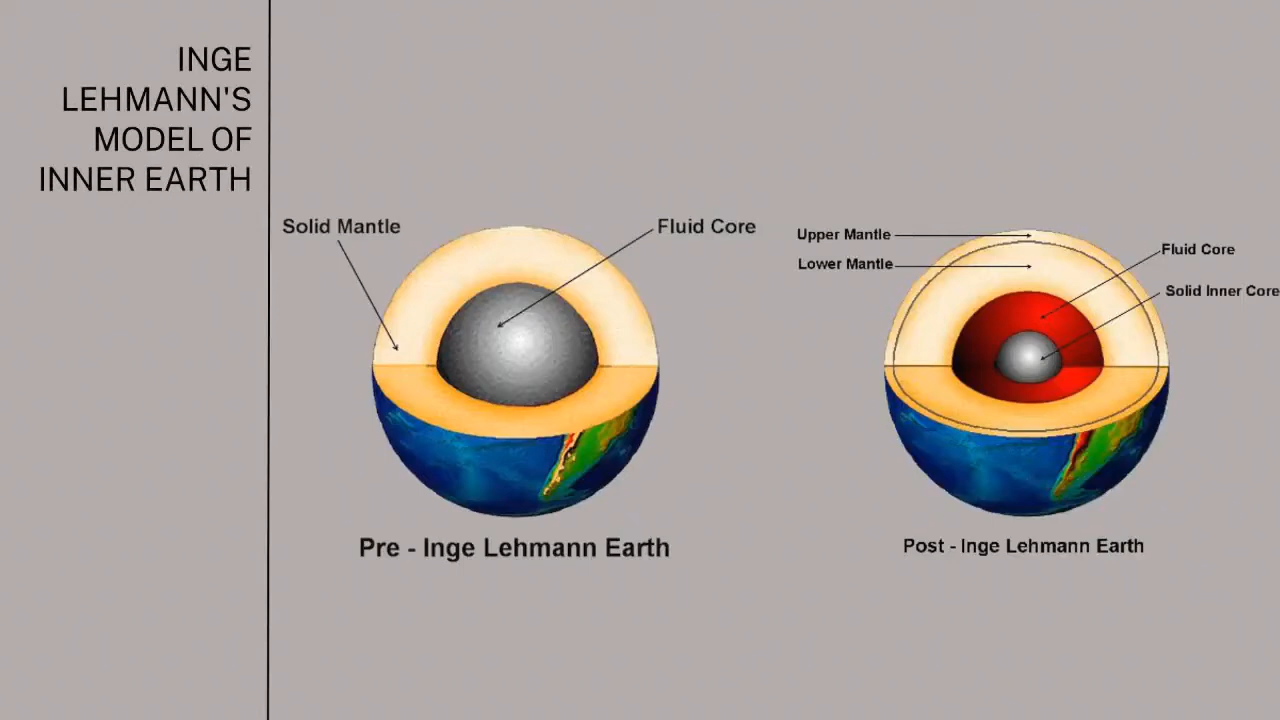 INGE
LEHMANN'S
MODEL OF
INNER EARTH
Solid Mantle
Fluid Core
Pre - Inge Lehmann Earth
Upper Mantle
Lower Mantle
Fluid Core
Solid Inner Core
Post - Inge Lehmann Earth